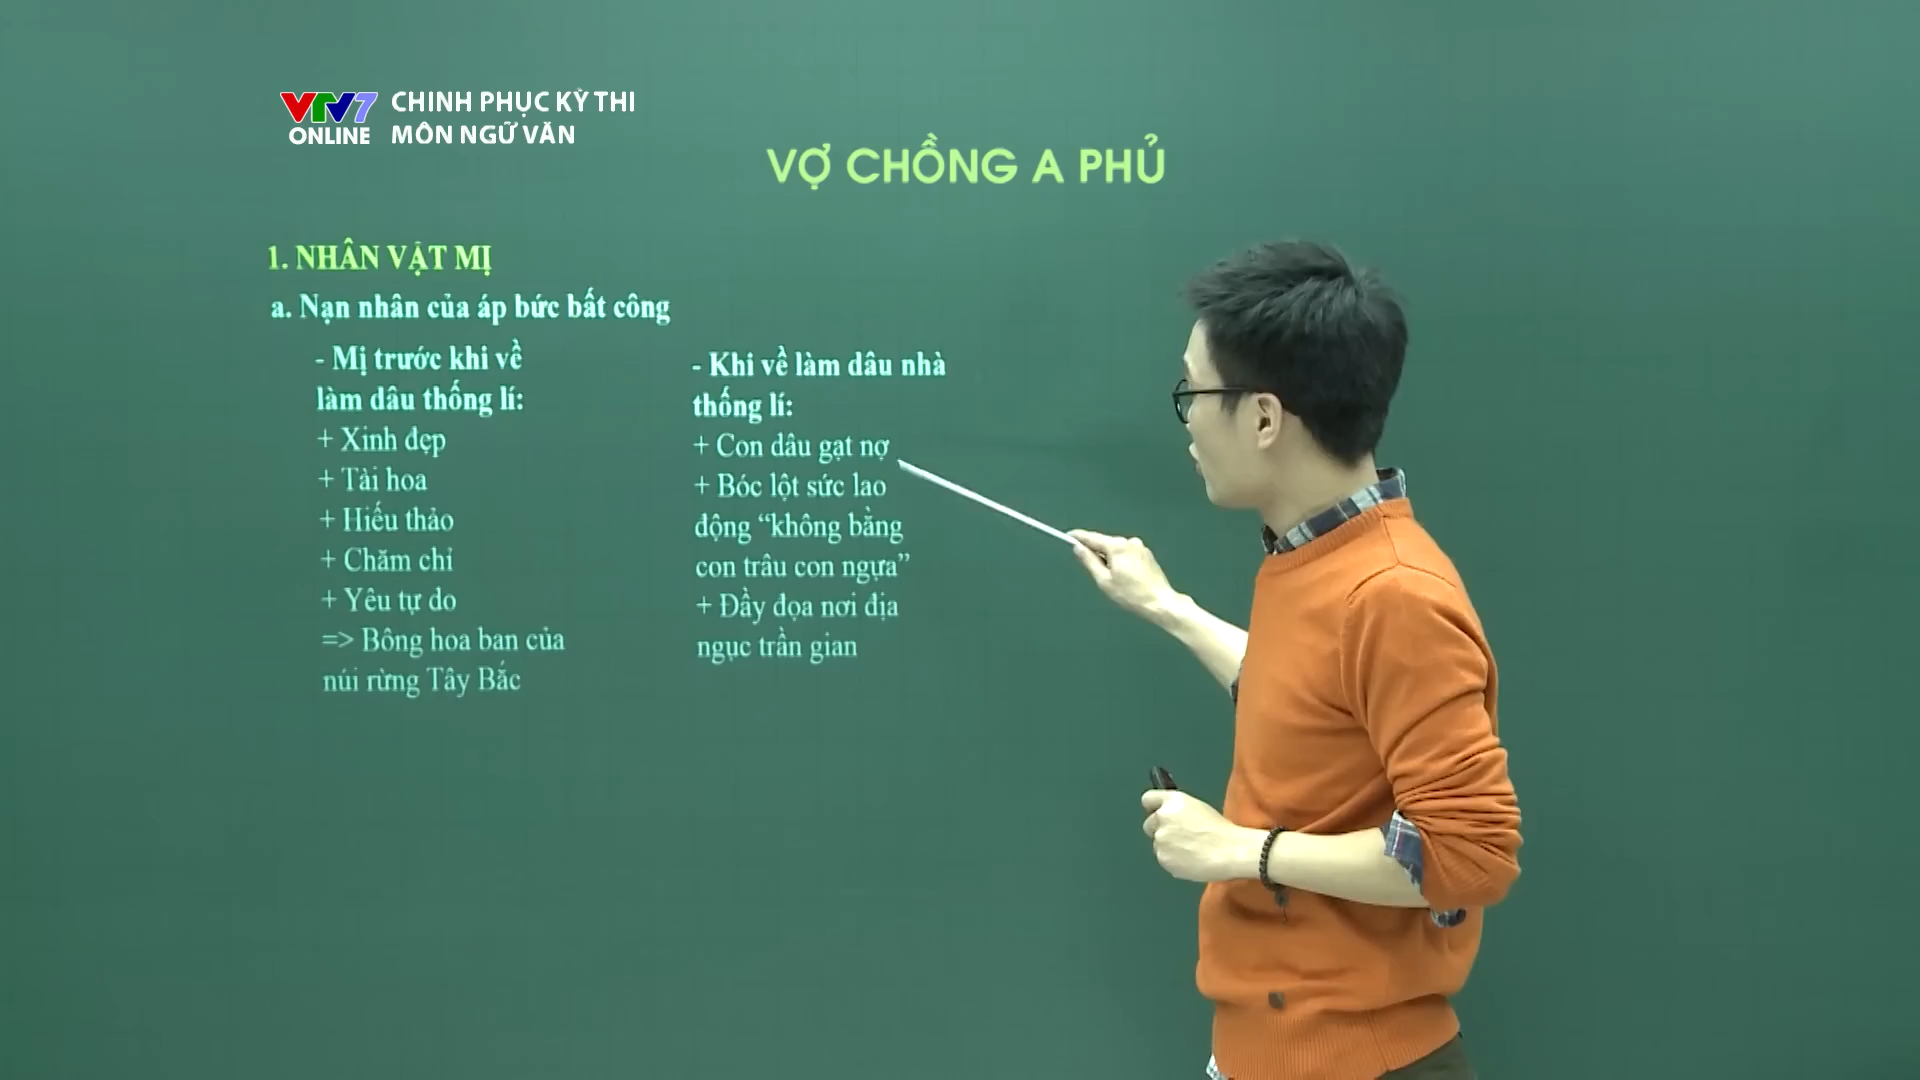 VTV7
ONLINE
CHINH PHỤC KỲ THI
MÔN NGỮ VĂN
VỢ CHỒNG A PHỦ
1. NHÂN VẬT MỊ
a. Nạn nhân của áp bức bất công
- Mị trước khi về
làm dâu thống lí:
+ Xinh đẹp
+ Tài hoa
+ Hiếu thảo
+ Chăm chỉ
+ Yêu tự do
=> Bông hoa ban của
núi rừng Tây Bắc
- Khi về làm dâu nhà
thống lí:
+ Con dâu gạt nợ
+ Bóc lột sức lao
động “không bằng
con trâu con ngựa”
+ Đầy đọa nơi địa
ngục trần gian